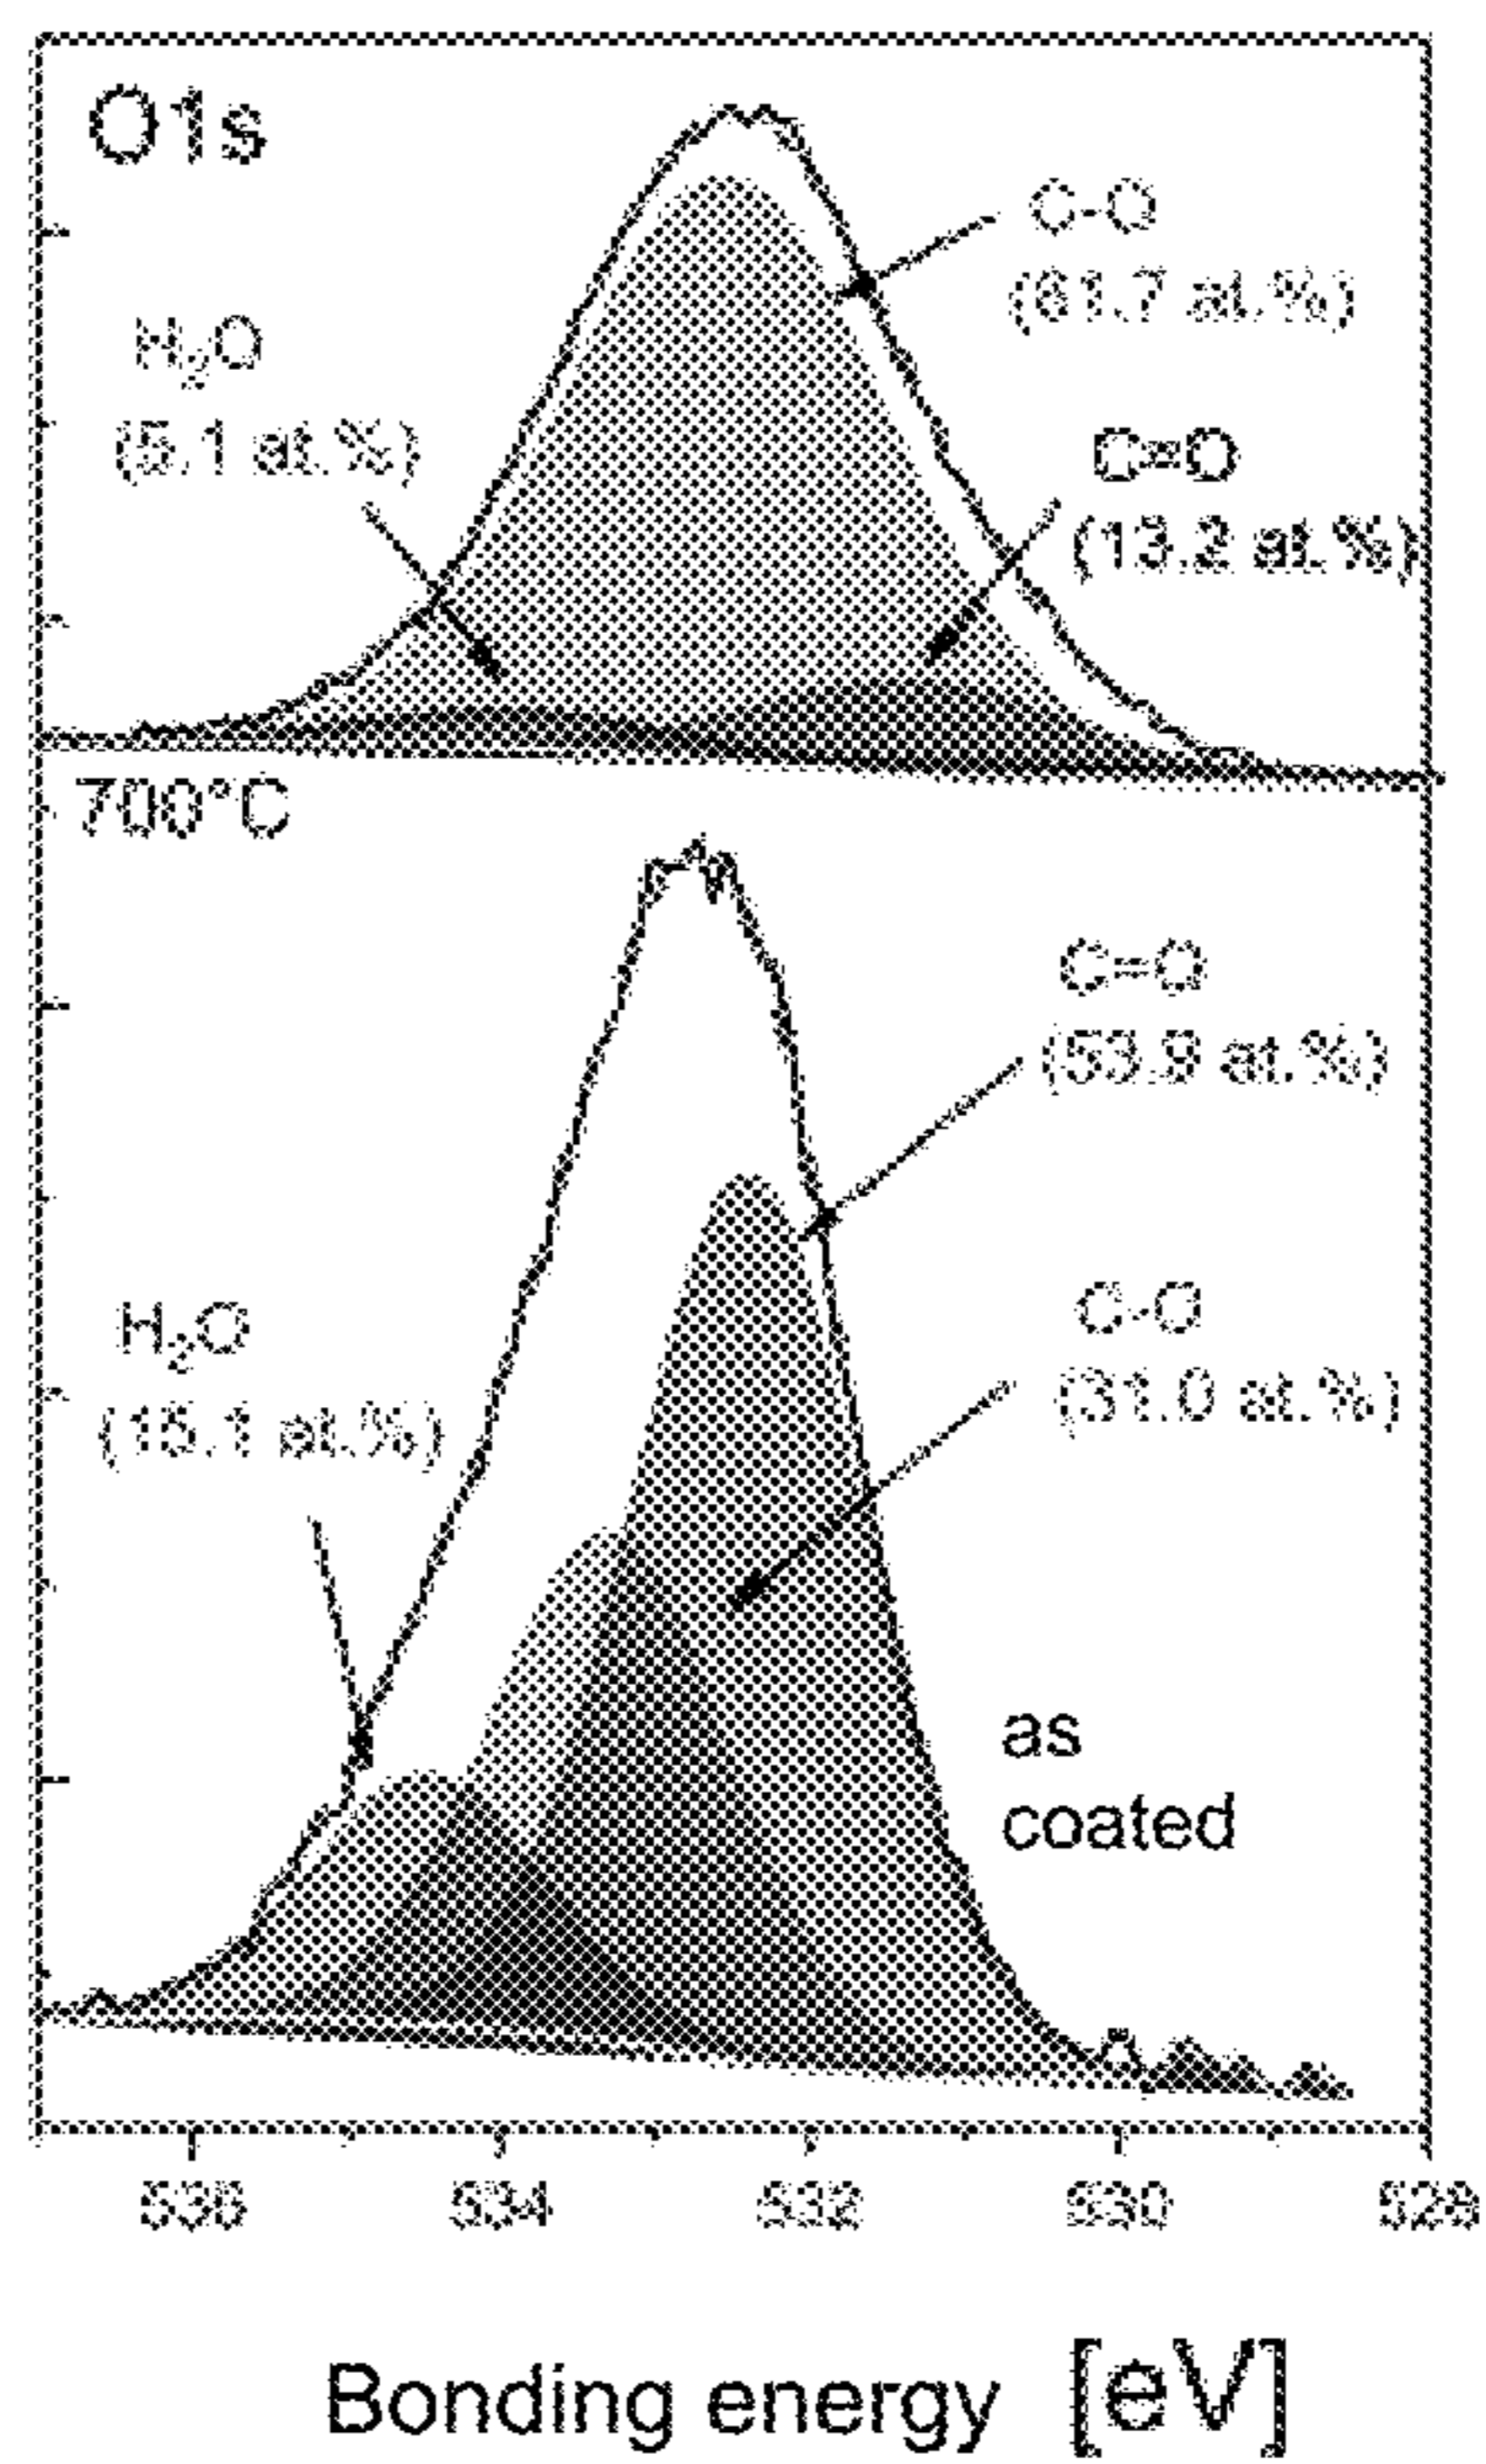 O1s
C-O
(81.7 at.%)
H₂O
(5.1 at.%)
C=O
(13.2 at.%)
700°C
C=O
(53.9 at.%)
H₂O
(15.1 at.%)
C-O
(31.0 at.%)
as
coated
536 534 532 530 528
Bonding energy [eV]